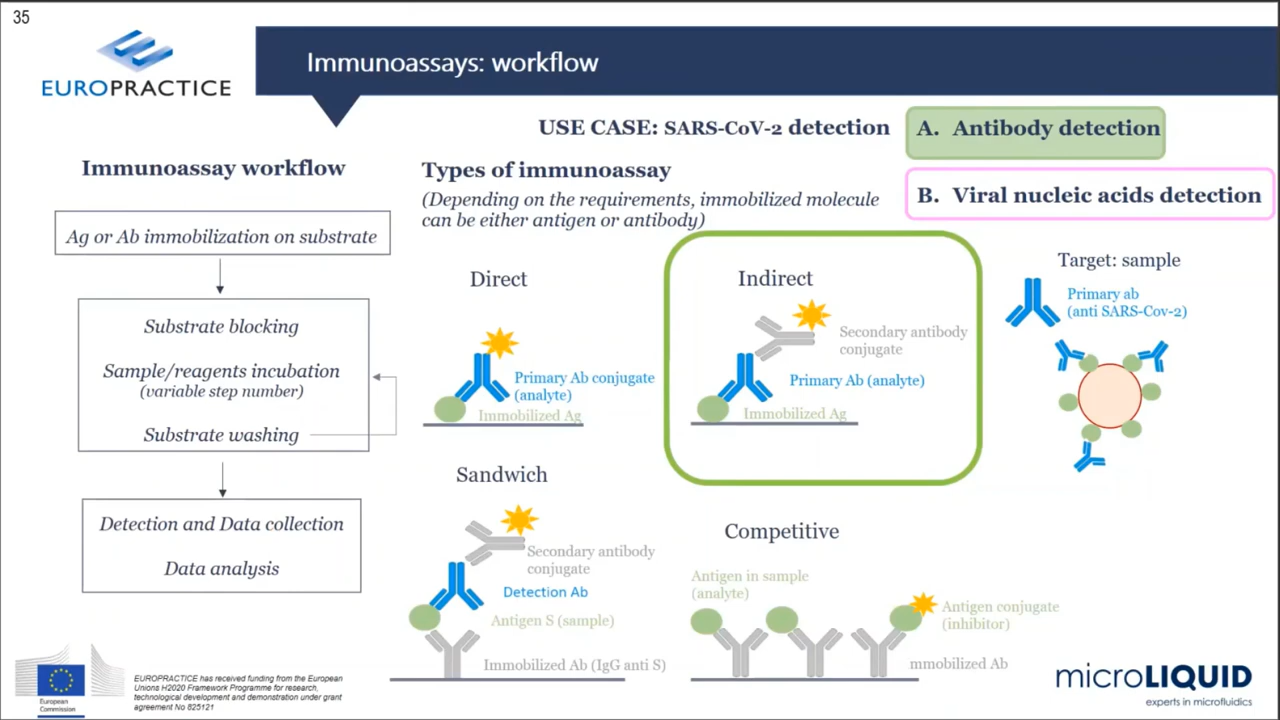 35
EUROPRACTICE
Immunoassays: workflow
USE CASE: SARS-CoV-2 detection
A. Antibody detection
B. Viral nucleic acids detection
Immunoassay workflow
Ag or Ab immobilization on substrate
Substrate blocking
Sample/reagents incubation
(variable step number)
Substrate washing
Detection and Data collection
Data analysis
Types of immunoassay
(Depending on the requirements, immobilized molecule
can be either antigen or antibody)
Direct
Primary Ab conjugate
(analyte)
Immobilized Ag
Indirect
Secondary antibody
conjugate
Primary Ab (analyte)
Immobilized Ag
Target: sample
Primary ab
(anti SARS-Cov-2)
Sandwich
Secondary antibody
conjugate
Detection Ab
Antigen S (sample)
Immobilized Ab (IgG anti S)
Competitive
Antigen in sample
(analyte)
Antigen conjugate
(inhibitor)
mmobilized Ab
European
Commission
EUROPRACTICE has received funding from the European
Unions H2020 Framework Programme for research,
technological development and demonstration under grant
agreement No 825121
microLIQUID
experts in microfluidics